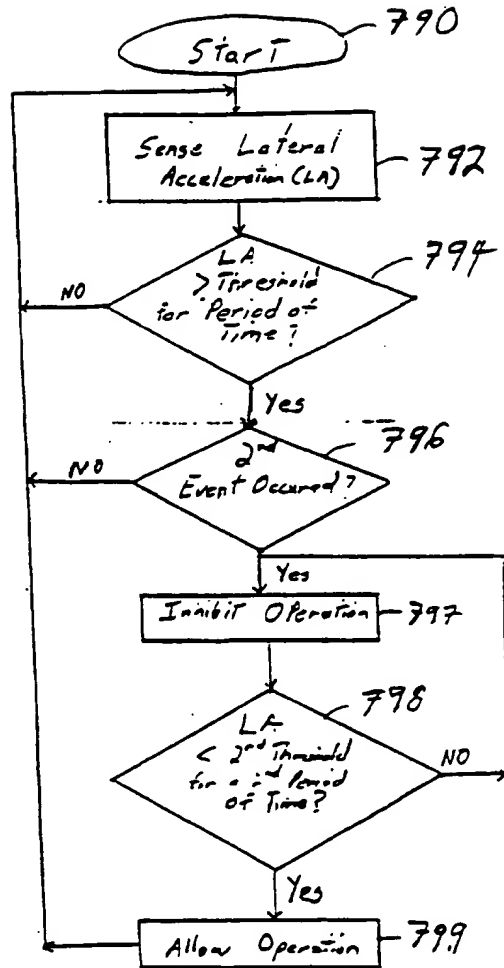 790
Start
Sense Lateral
Acceleration (LA)
792
LA
> Threshold
for Period of
Time?
794
NO
Yes
2nd
Event Occured?
796
NO
Yes
Inhibit Operation
797
LA
< 2nd Threshold
for a 2nd Period
of Time?
798
NO
Yes
Allow Operation
799